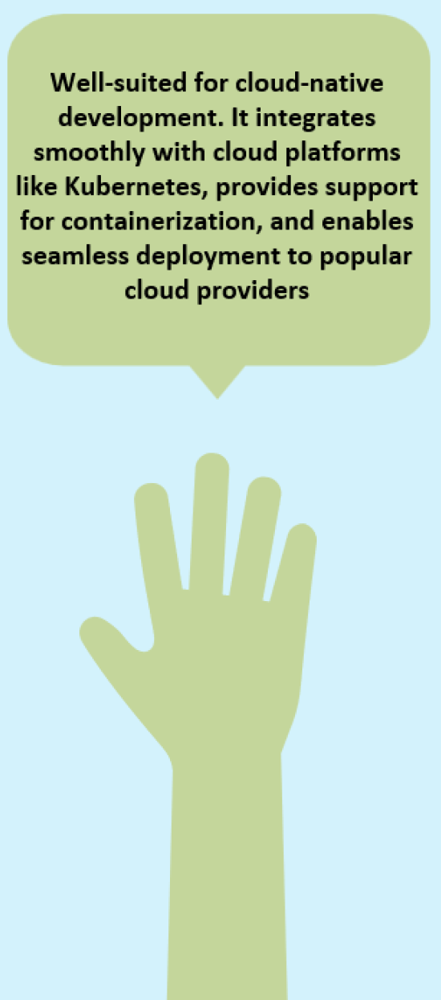 Well-suited for cloud-native
development. It integrates
smoothly with cloud platforms
like Kubernetes, provides support
for containerization, and enables
seamless deployment to popular
cloud providers